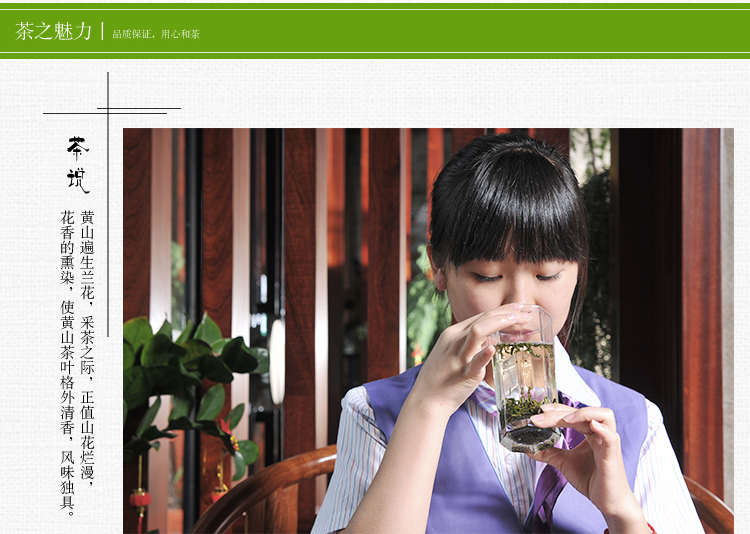 茶之魅力
品质保证，用心和茶
茶说
黄山遍生兰花，采茶之际，正值山花烂漫，
花香的熏染，使黄山茶叶格外清香，风味独具。